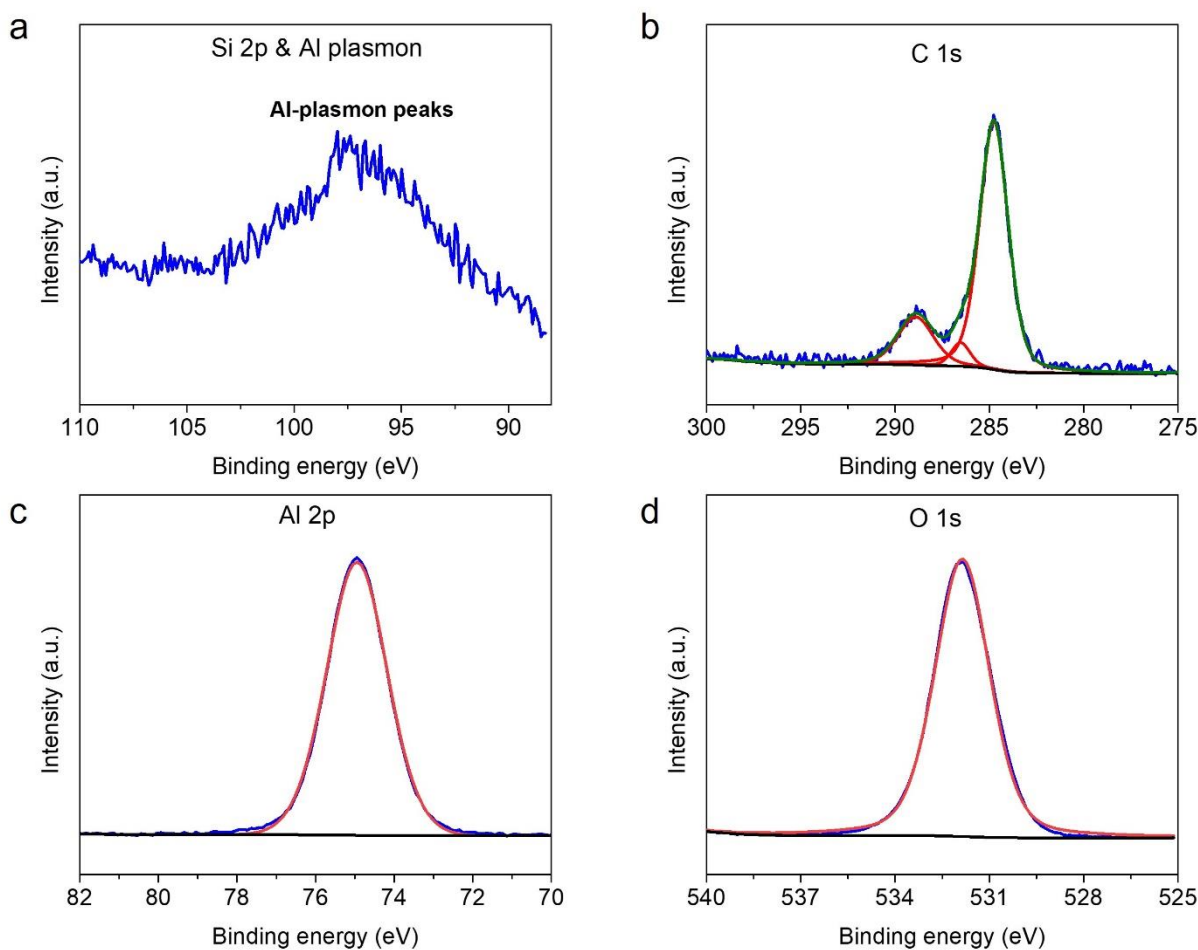 a
Si 2p & Al plasmon
Al-plasmon peaks
Intensity (a.u.)
110 105 100 95 90
Binding energy (eV)
b
C 1s
Intensity (a.u.)
300 295 290 285 280 275
Binding energy (eV)
c
Al 2p
Intensity (a.u.)
82 80 78 76 74 72 70
Binding energy (eV)
d
O 1s
Intensity (a.u.)
540 537 534 531 528 525
Binding energy (eV)